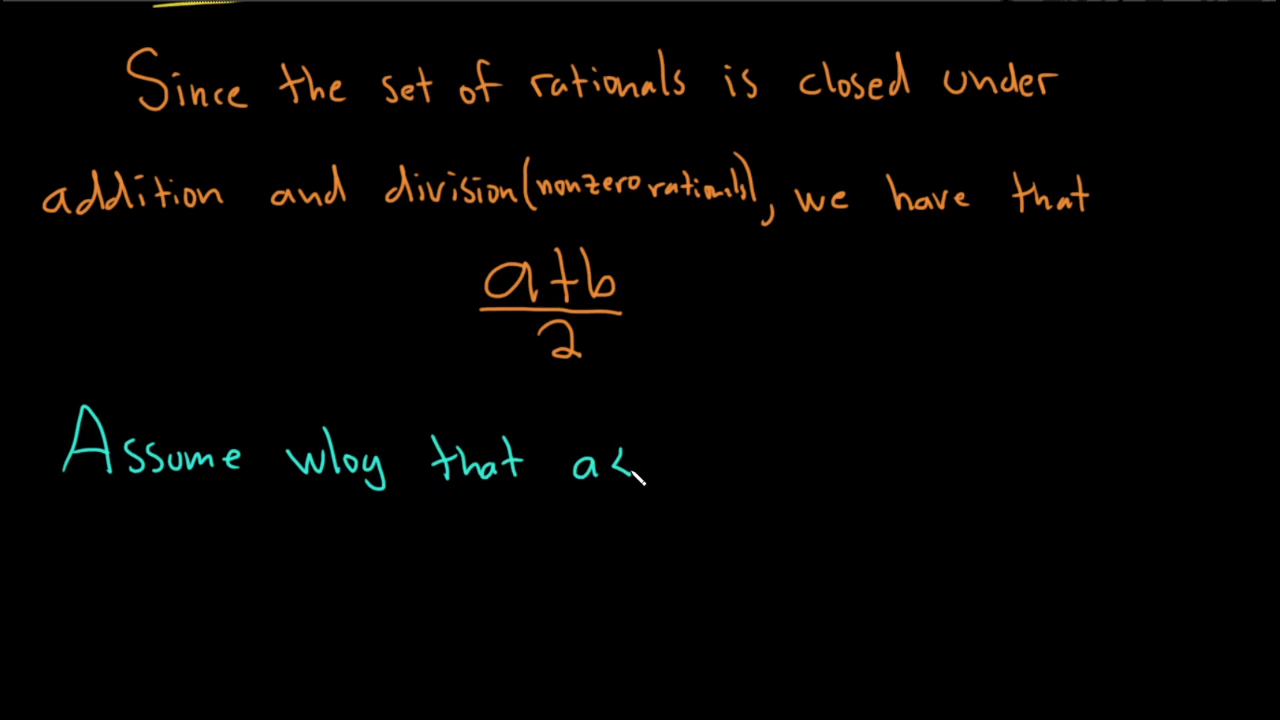 Since the set of rationals is closed under
addition and division (nonzero rationals), we have that
a+b
2
Assume wlog that a <